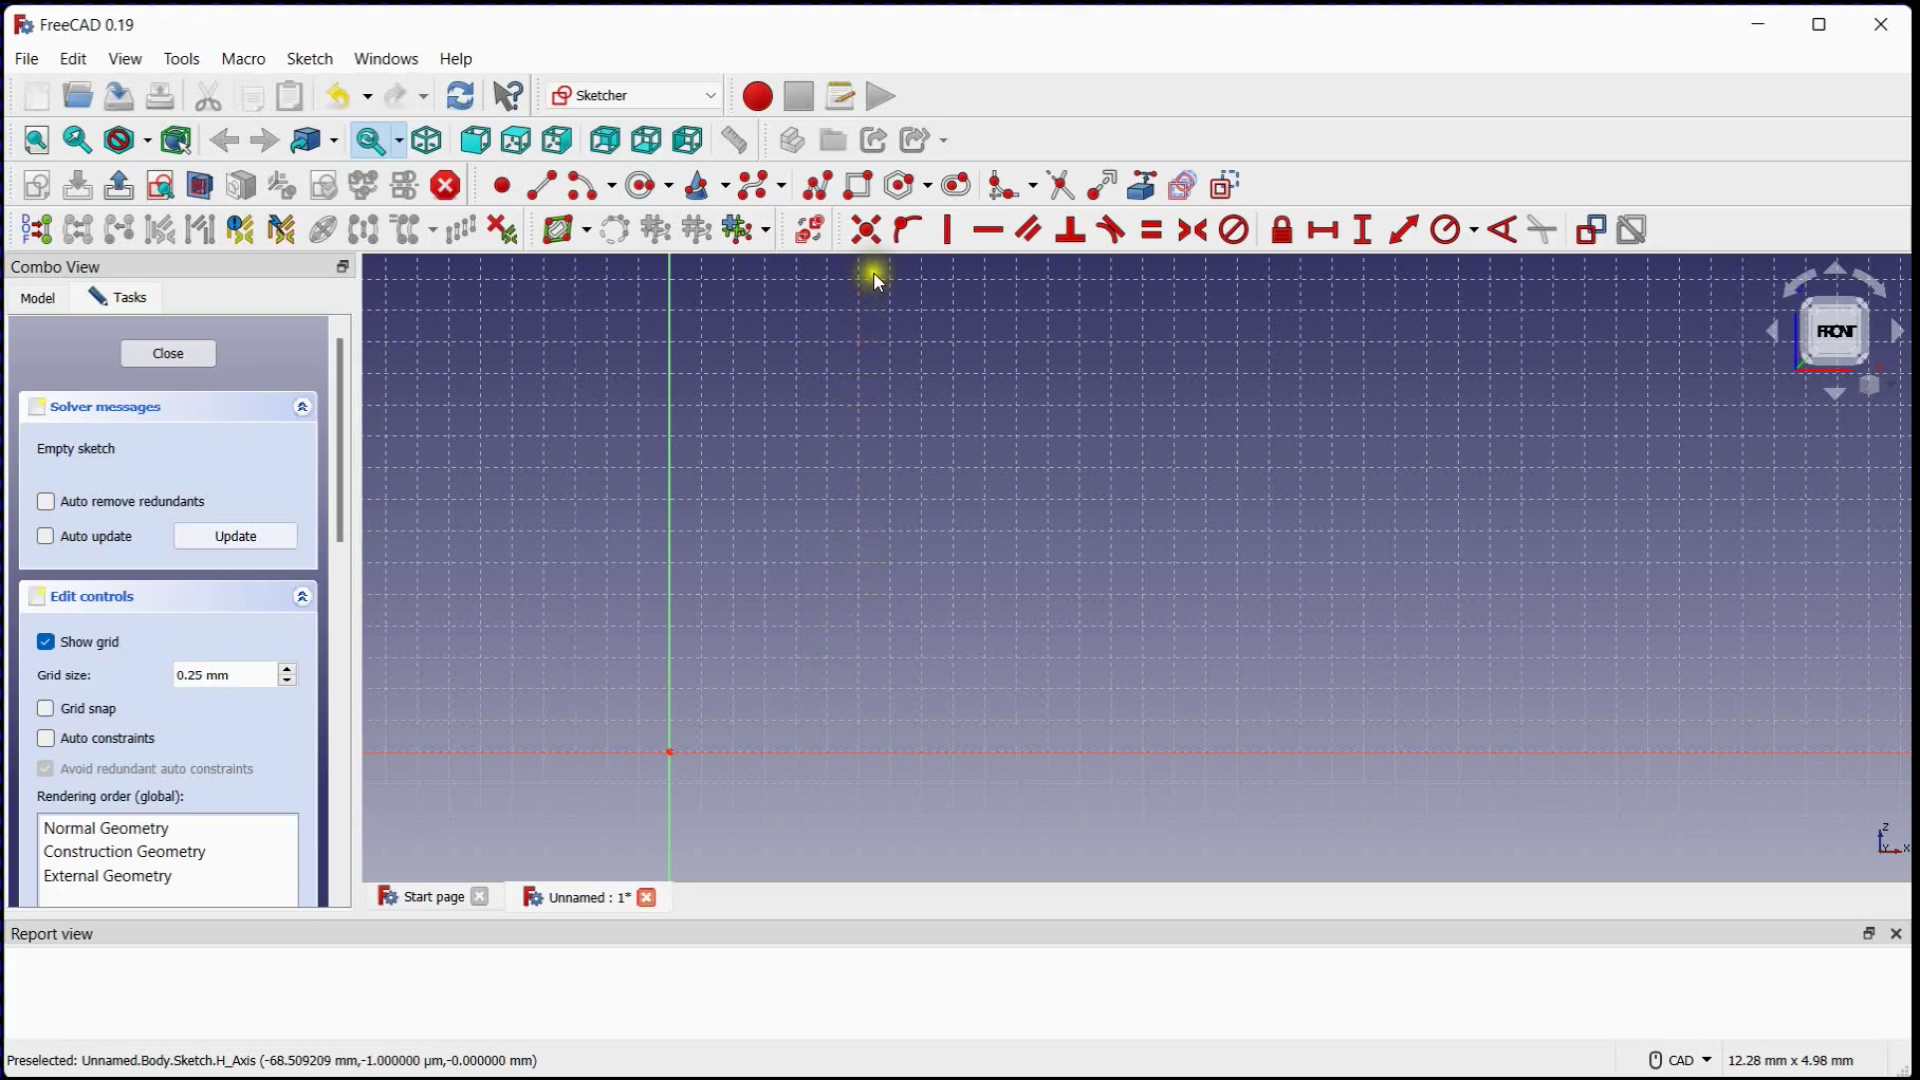 FreeCAD 0.19
File Edit View Tools Macro Sketch Windows Help
Sketcher
DOF
Combo View
Model Tasks
FRONT
Close
Solver messages
Empty sketch
Auto remove redundants
Auto update Update
Edit controls
Show grid
Grid size: 0.25 mm
Grid snap
Auto constraints
Avoid redundant auto constraints
Rendering order (global):
Normal Geometry
Construction Geometry
External Geometry
Z
Y X
Start page Unnamed : 1*
Report view
Preselected: Unnamed.Body.Sketch.H_Axis (-68.509209 mm,-1.000000 µm,-0.000000 mm) CAD 12.28 mm x 4.98 mm